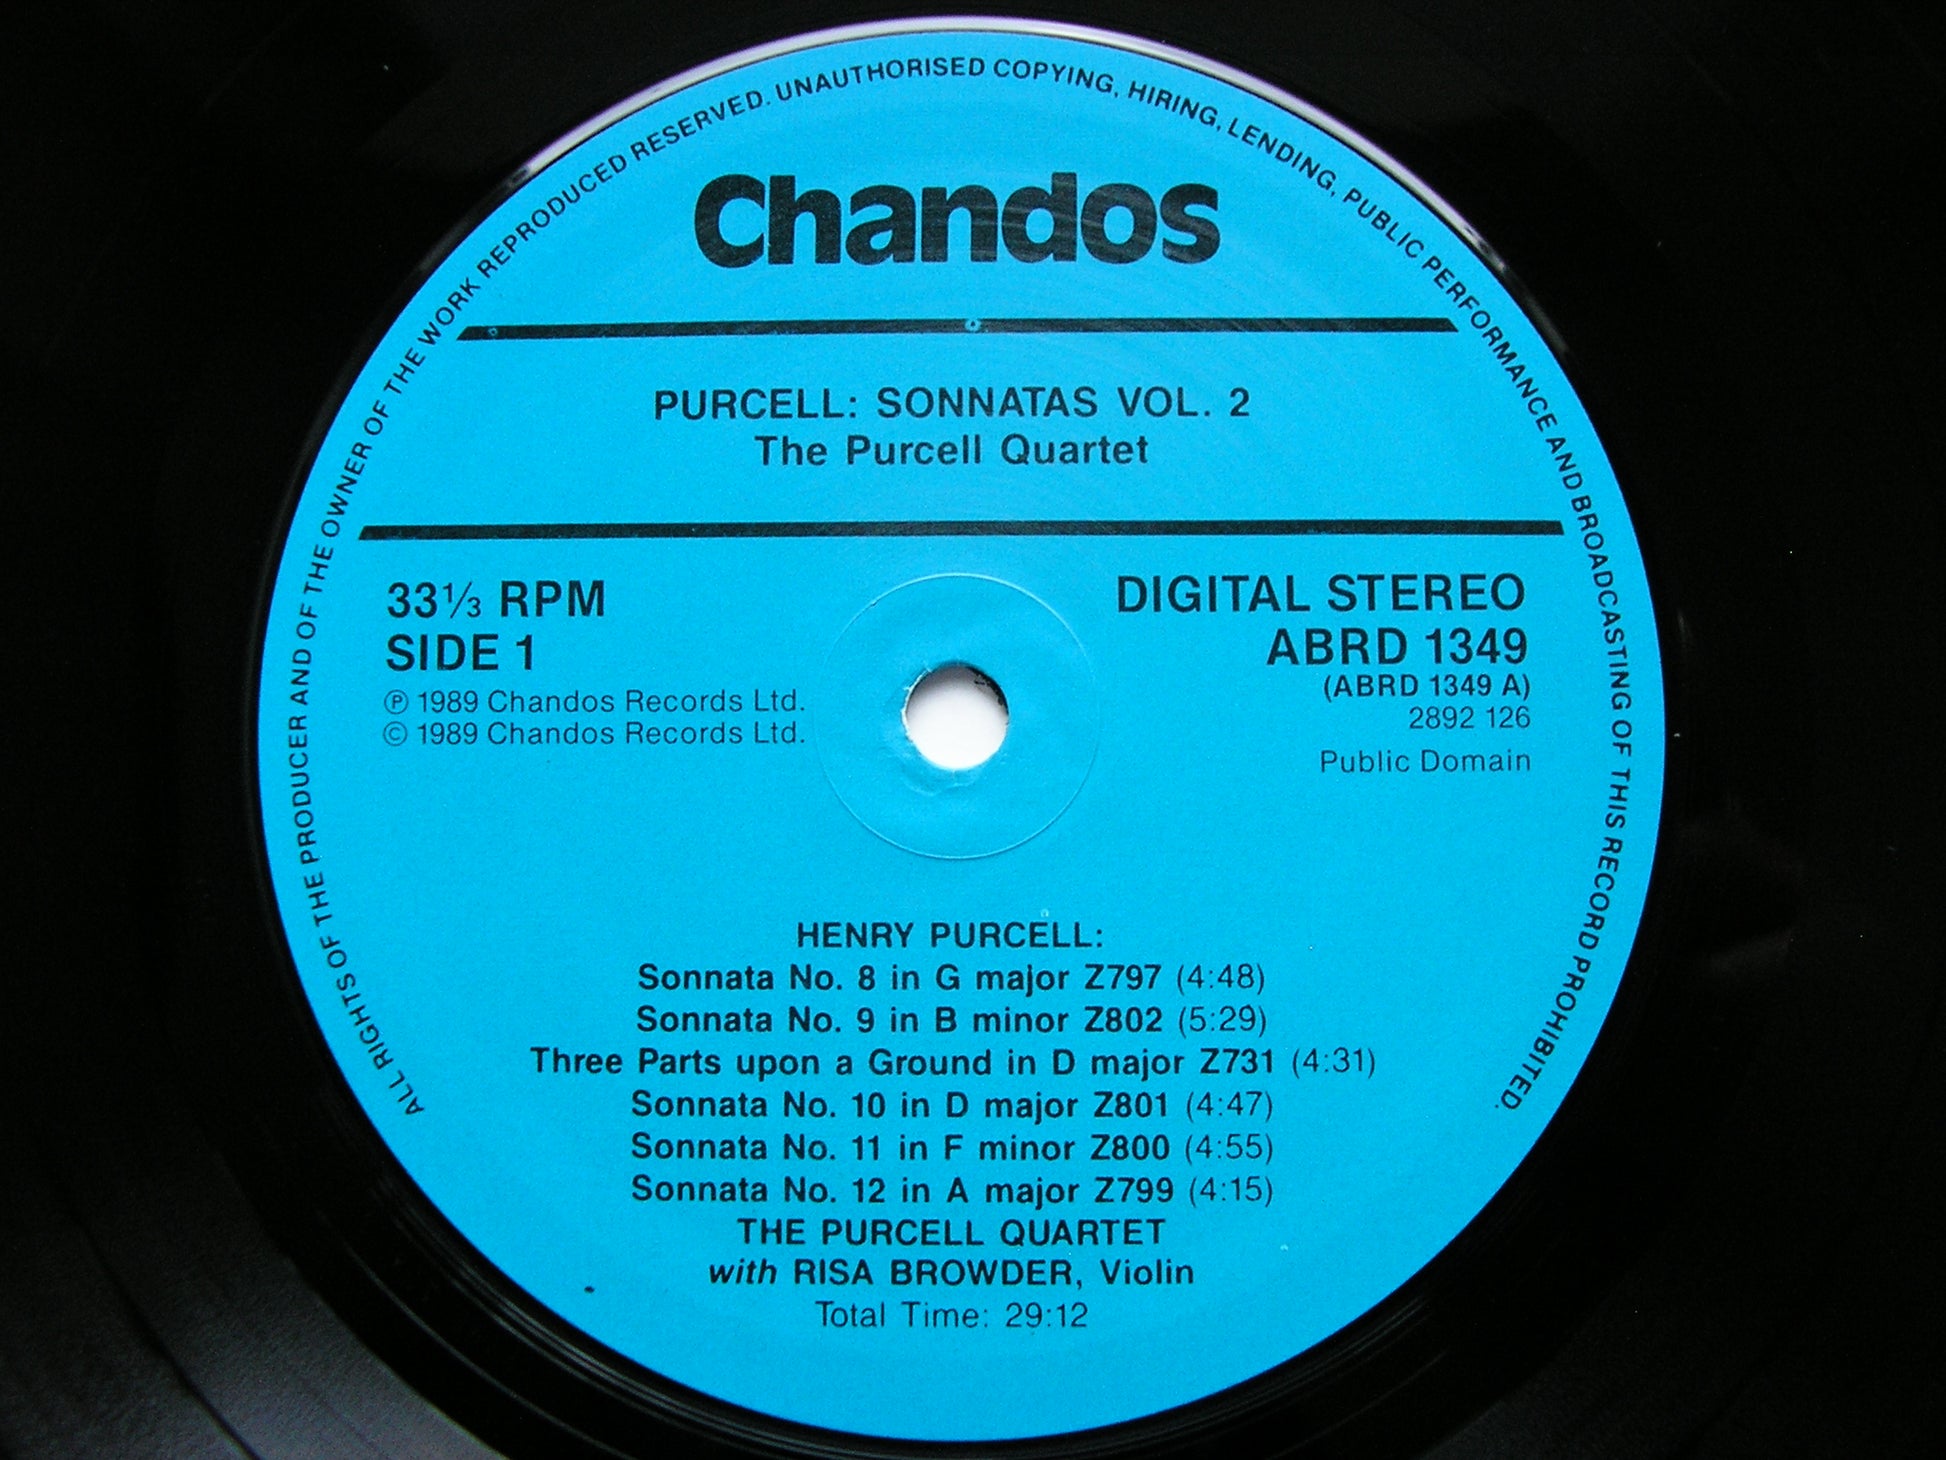 ALL RIGHTS OF THE PRODUCER AND OF THE OWNER OF THE WORK REPRODUCED RESERVED. UNAUTHORISED COPYING, HIRING, LENDING, PUBLIC PERFORMANCE AND BROADCASTING OF THIS RECORD PROHIBITED.
Chandos
PURCELL: SONNATAS VOL. 2
The Purcell Quartet
33⅓ RPM
SIDE 1
℗ 1989 Chandos Records Ltd.
© 1989 Chandos Records Ltd.
DIGITAL STEREO
ABRD 1349
(ABRD 1349 A)
2892 126
Public Domain
HENRY PURCELL:
Sonnata No. 8 in G major Z797 (4:48)
Sonnata No. 9 in B minor Z802 (5:29)
Three Parts upon a Ground in D major Z731 (4:31)
Sonnata No. 10 in D major Z801 (4:47)
Sonnata No. 11 in F minor Z800 (4:55)
Sonnata No. 12 in A major Z799 (4:15)
THE PURCELL QUARTET
with RISA BROWDER, Violin
Total Time: 29:12